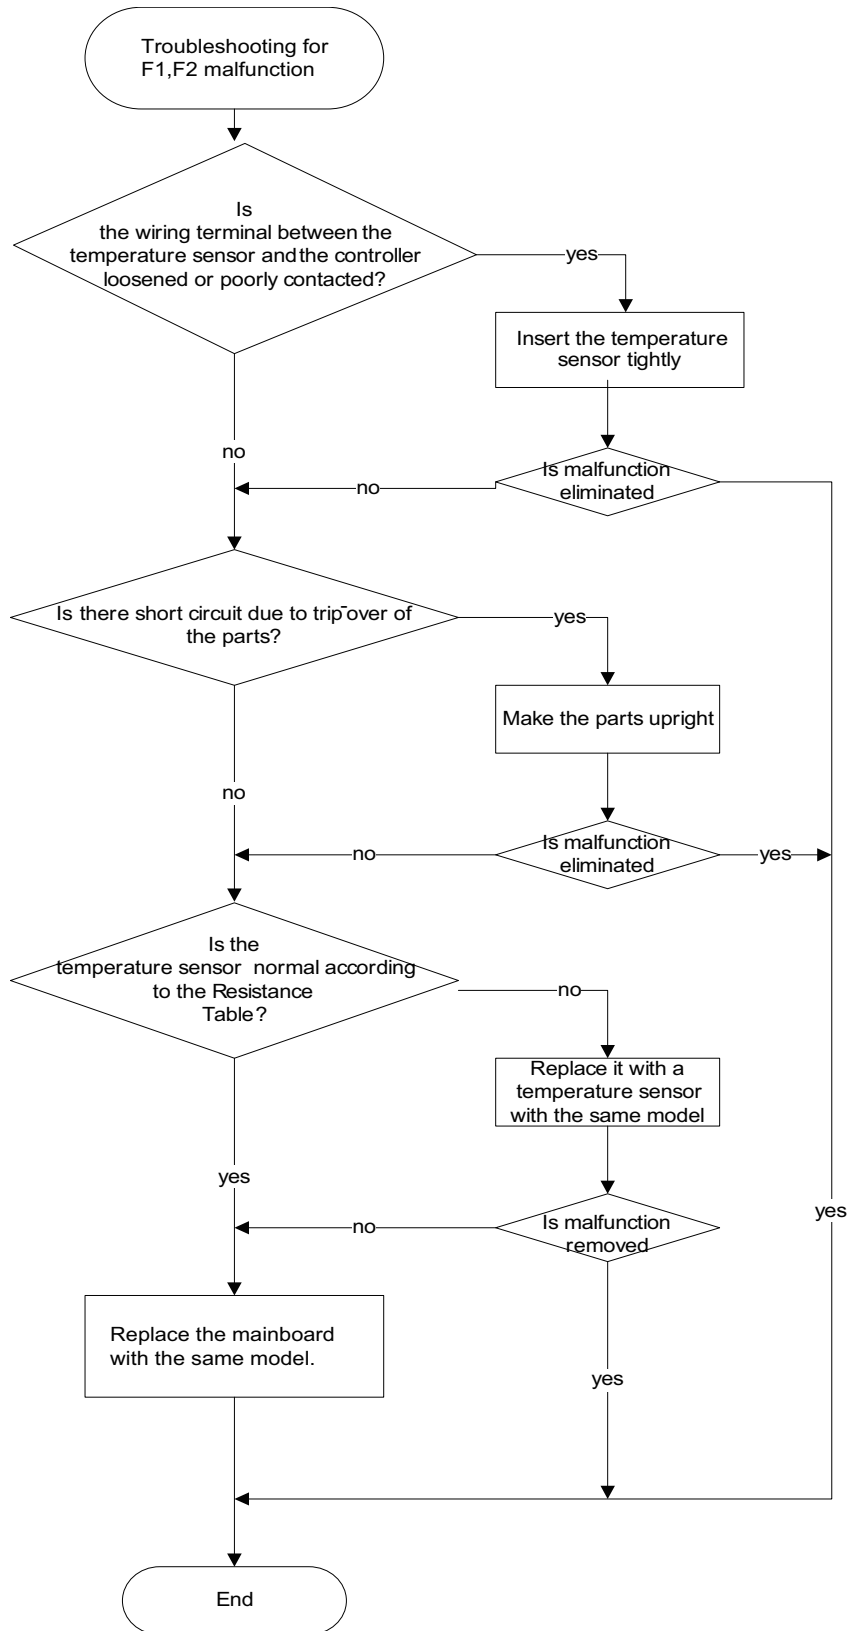 Troubleshooting for
F1,F2 malfunction
Is
the wiring terminal between the
temperature sensor and the controller
loosened or poorly contacted?
yes
Insert the temperature
sensor tightly
no
Is malfunction
eliminated
no
Is there short circuit due to trip-over of
the parts?
yes
Make the parts upright
no
Is malfunction
eliminated
no
yes
Is the
temperature sensor normal according
to the Resistance
Table?
no
Replace it with a
temperature sensor
with the same model
yes
yes
Is malfunction
removed
no
Replace the mainboard
with the same model.
yes
End